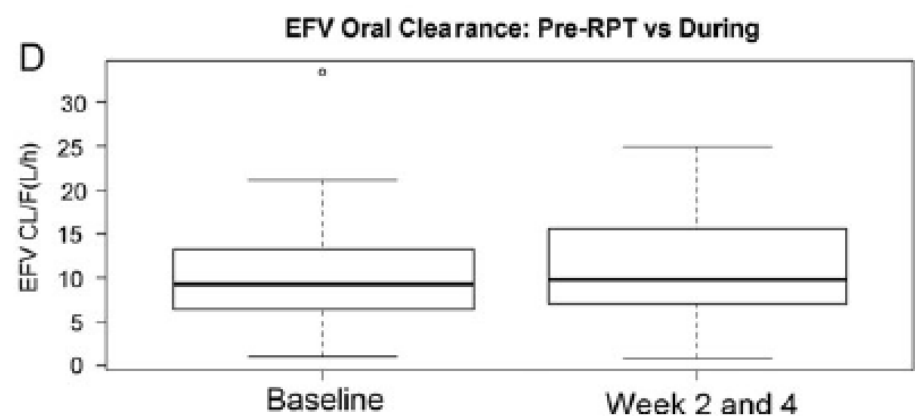 EFV Oral Clearance: Pre-RPT vs During
D
EFV CL/F(L/h)
30
25
20
15
10
5
0
Baseline
Week 2 and 4